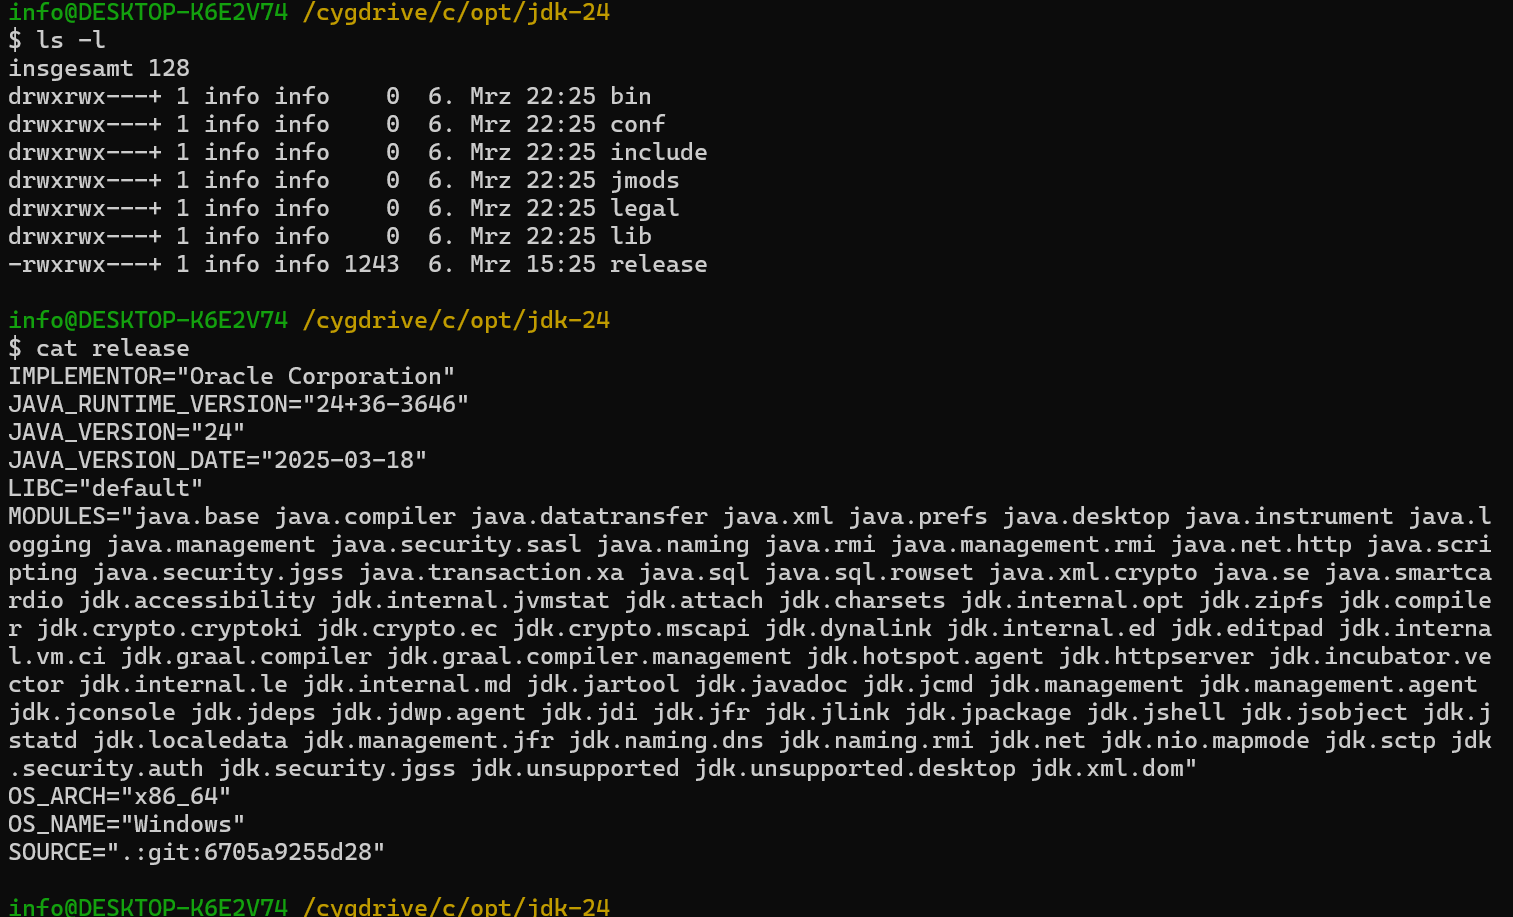 info@DESKTOP-K6E2V74 /cygdrive/c/opt/jdk-24
$ ls -l
insgesamt 128
drwxrwx---+ 1 info info    0  6. Mrz 22:25 bin
drwxrwx---+ 1 info info    0  6. Mrz 22:25 conf
drwxrwx---+ 1 info info    0  6. Mrz 22:25 include
drwxrwx---+ 1 info info    0  6. Mrz 22:25 jmods
drwxrwx---+ 1 info info    0  6. Mrz 22:25 legal
drwxrwx---+ 1 info info    0  6. Mrz 22:25 lib
-rwxrwx---+ 1 info info 1243  6. Mrz 15:25 release

info@DESKTOP-K6E2V74 /cygdrive/c/opt/jdk-24
$ cat release
IMPLEMENTOR="Oracle Corporation"
JAVA_RUNTIME_VERSION="24+36-3646"
JAVA_VERSION="24"
JAVA_VERSION_DATE="2025-03-18"
LIBC="default"
MODULES="java.base java.compiler java.datatransfer java.xml java.prefs java.desktop java.instrument java.l
ogging java.management java.security.sasl java.naming java.rmi java.management.rmi java.net.http java.scri
pting java.security.jgss java.transaction.xa java.sql java.sql.rowset java.xml.crypto java.se java.smartca
rdio jdk.accessibility jdk.internal.jvmstat jdk.attach jdk.charsets jdk.internal.opt jdk.zipfs jdk.compile
r jdk.crypto.cryptoki jdk.crypto.ec jdk.crypto.mscapi jdk.dynalink jdk.internal.ed jdk.editpad jdk.interna
l.vm.ci jdk.graal.compiler jdk.graal.compiler.management jdk.hotspot.agent jdk.httpserver jdk.incubator.ve
ctor jdk.internal.le jdk.internal.md jdk.jartool jdk.javadoc jdk.jcmd jdk.management jdk.management.agent
jdk.jconsole jdk.jdeps jdk.jdwp.agent jdk.jdi jdk.jfr jdk.jlink jdk.jpackage jdk.jshell jdk.jsobject jdk.j
statd jdk.localedata jdk.management.jfr jdk.naming.dns jdk.naming.rmi jdk.net jdk.nio.mapmode jdk.sctp jdk
.security.auth jdk.security.jgss jdk.unsupported jdk.unsupported.desktop jdk.xml.dom"
OS_ARCH="x86_64"
OS_NAME="Windows"
SOURCE=".:git:6705a9255d28"

info@DESKTOP-K6E2V74 /cygdrive/c/opt/jdk-24